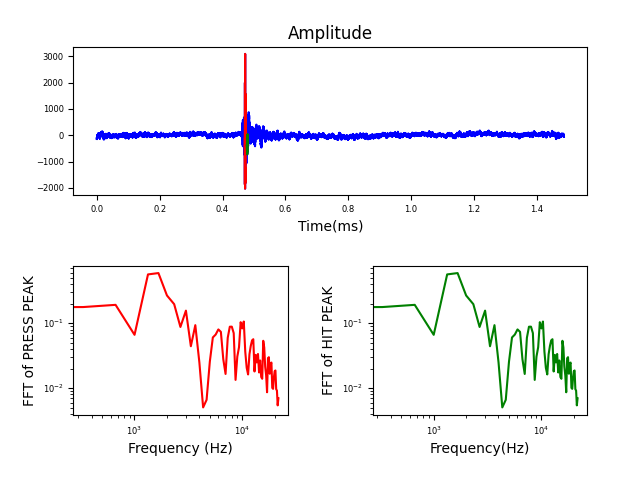 Amplitude
3000
2000
1000
0
−1000
−2000
0.0 0.2 0.4 0.6 0.8 1.0 1.2 1.4
Time(ms)
FFT of PRESS PEAK
10⁻¹
10⁻²
10³ 10⁴
Frequency (Hz)
FFT of HIT PEAK
10⁻¹
10⁻²
10³ 10⁴
Frequency(Hz)